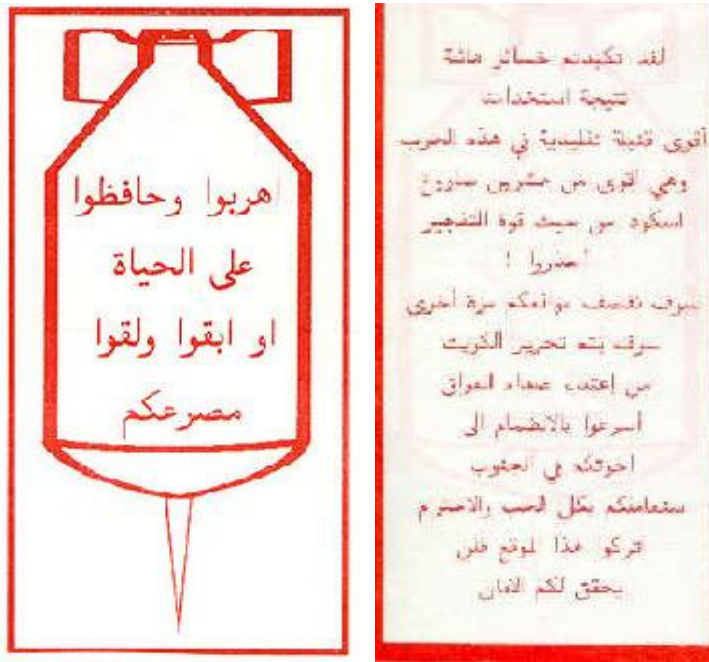 اهربوا وحافظوا
على الحياة
او ابقوا ولقوا
مصرعكم
لقد تكبدتم خسائر هائلة
نتيجة استخدامنا
أقوى قنبلة تقليدية في هذه الحرب
وهي أقوى من عشرين صاروخ
اسكود من حيث قوة التفجير
احذروا !
سوف نقصف مواقعكم مرة أخرى
سوف يتم تحرير الكويت
من اعتداء
أسرعوا بالانضمام الى
اخوتكم في الجنوب
سنعاملكم بكل الحب والاحترام
اتركوا هذا الموقع فلن
يحقق لكم الامان